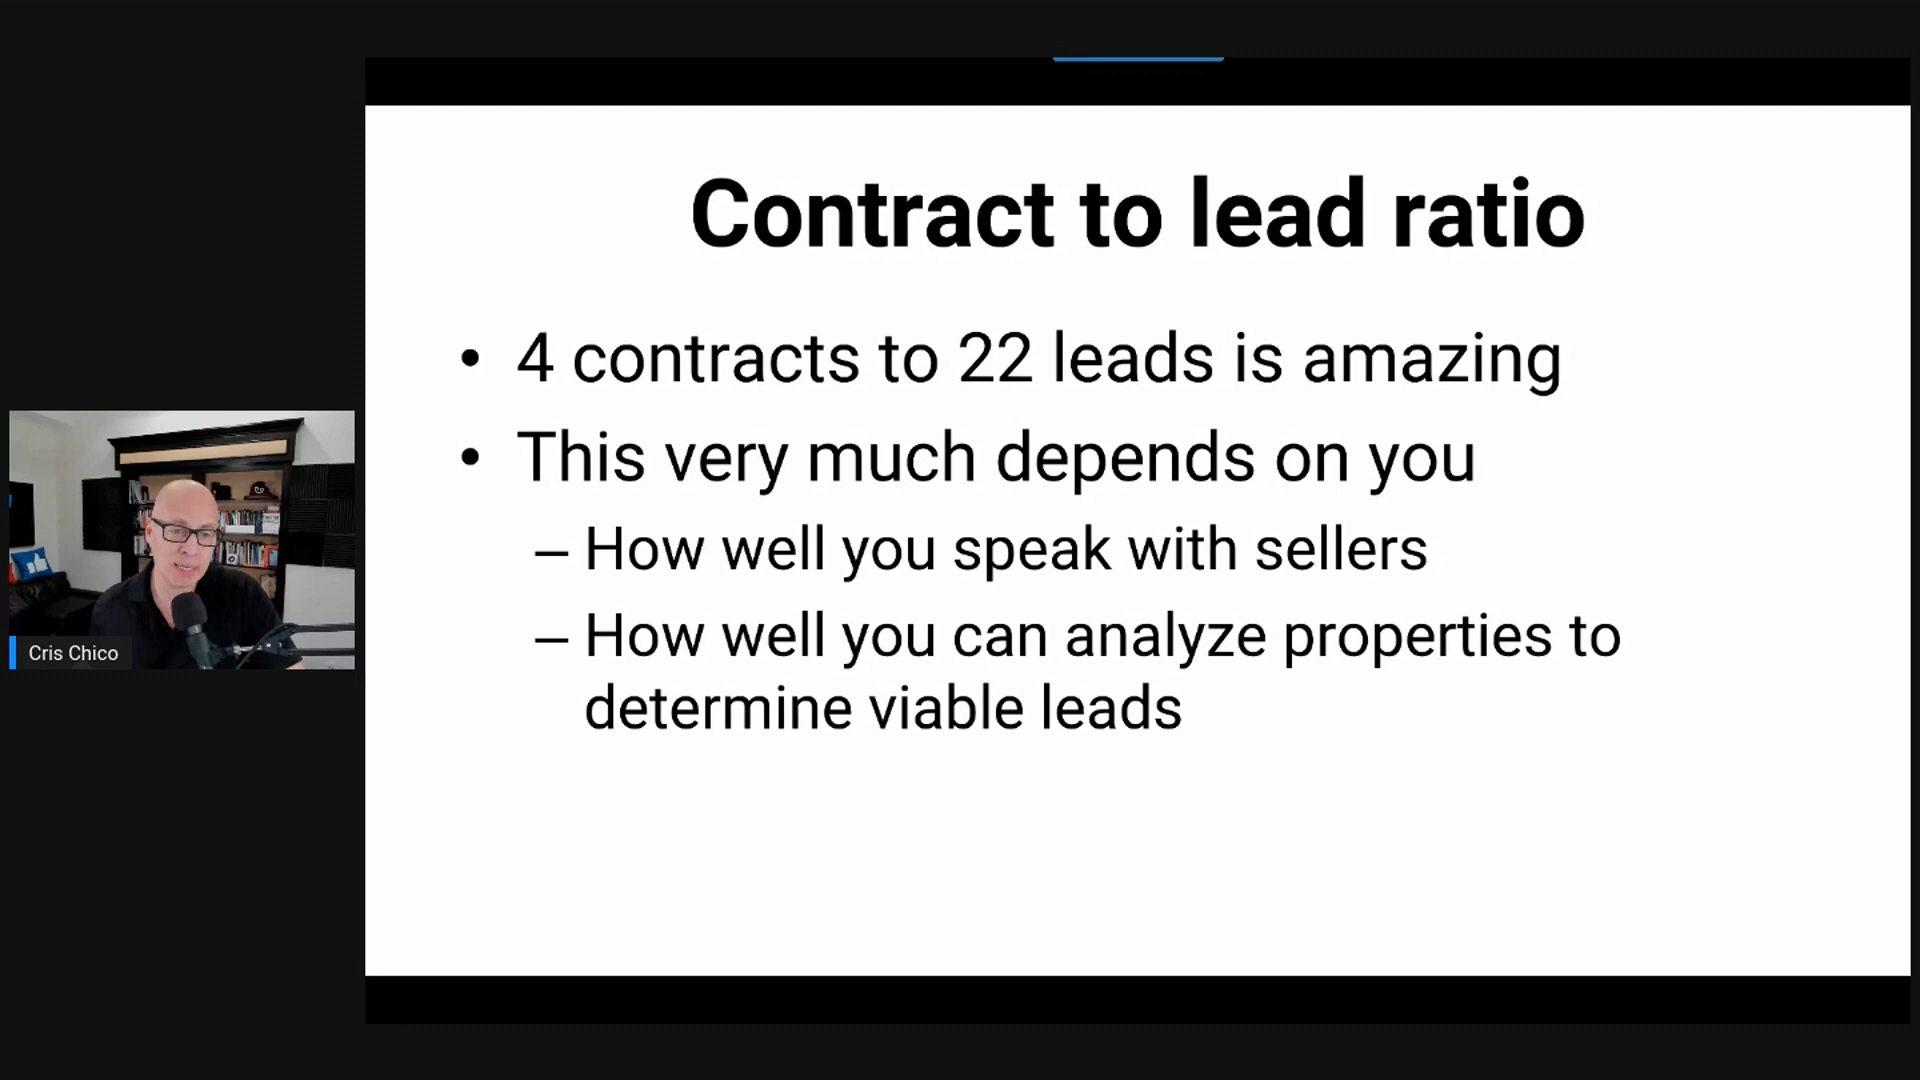 Contract to lead ratio
• 4 contracts to 22 leads is amazing
• This very much depends on you
– How well you speak with sellers
– How well you can analyze properties to
determine viable leads
Cris Chico